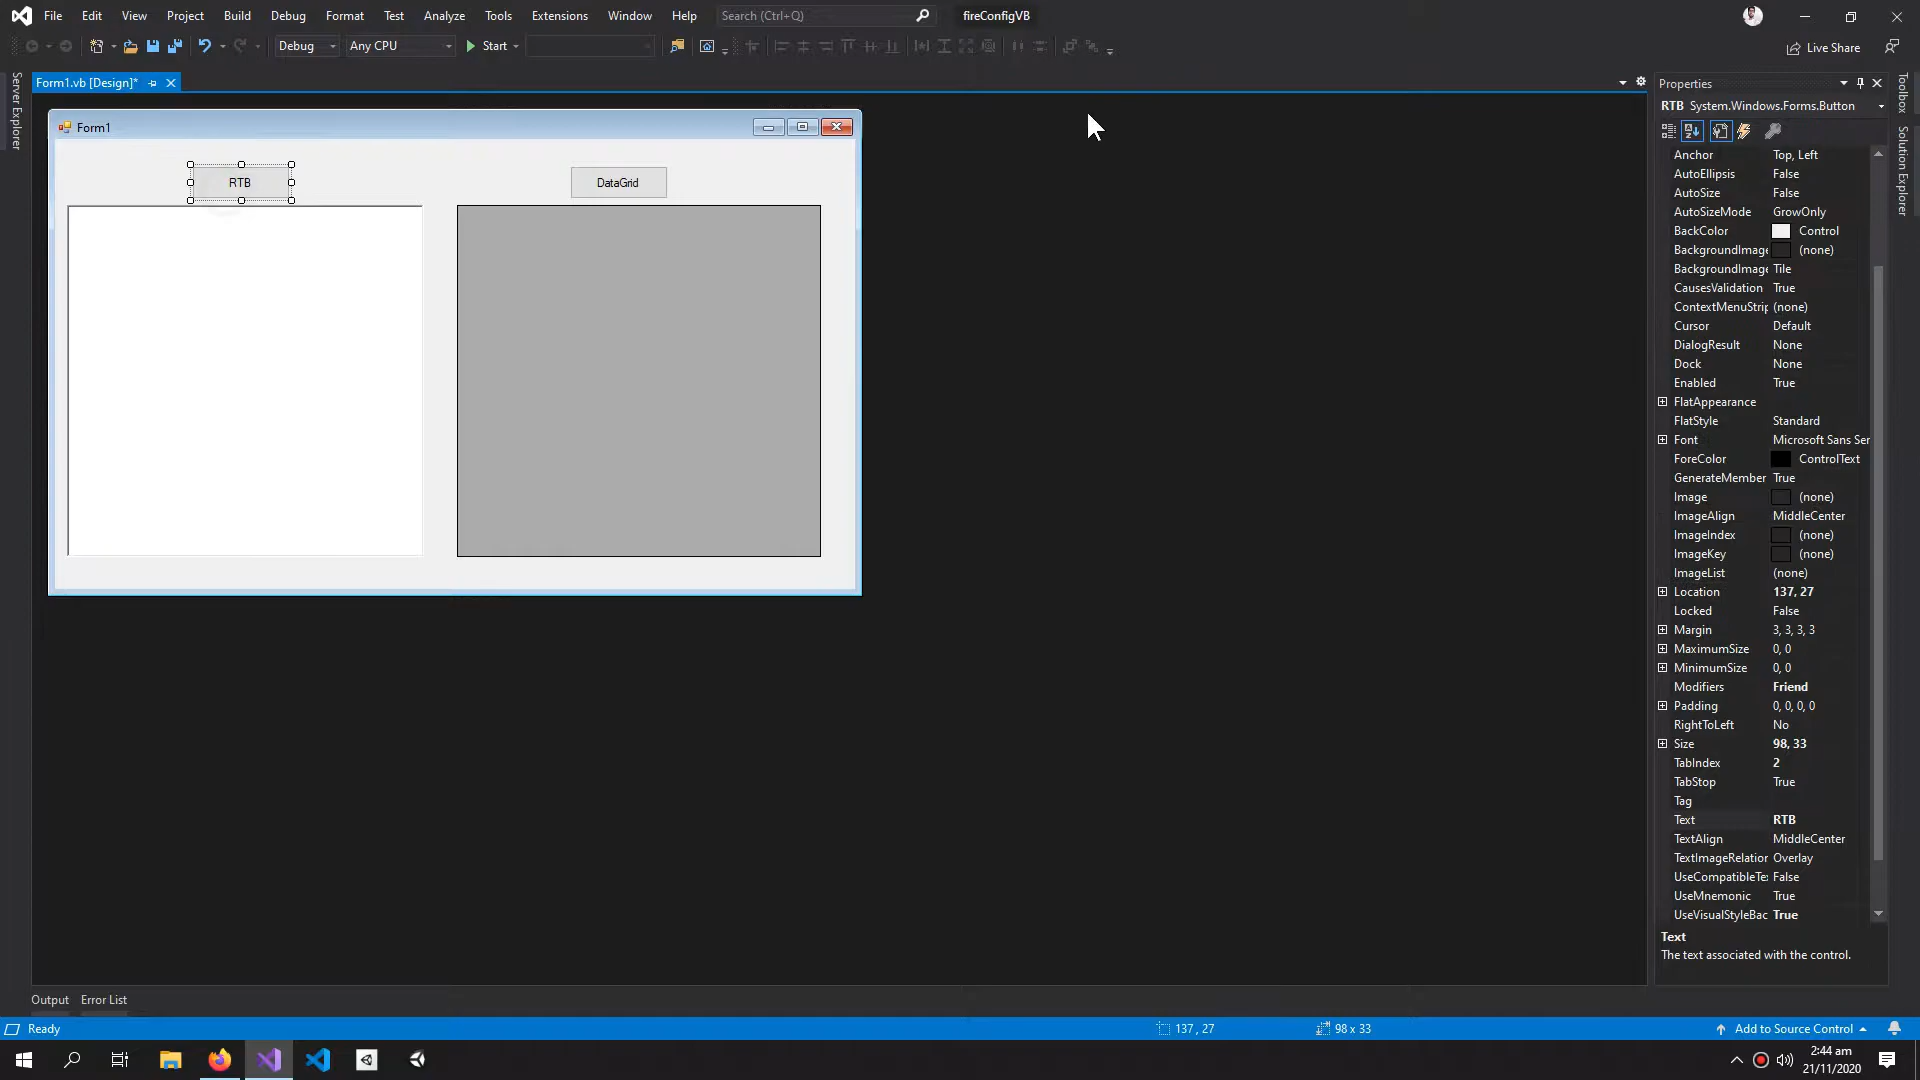 File Edit View Project Build Debug Format Test Analyze Tools Extensions Window Help Search (Ctrl+Q) fireConfigVB
Debug Any CPU Start Live Share
Form1.vb [Design]*
Server Explorer
Form1
RTB
DataGrid
Properties
RTB System.Windows.Forms.Button
Anchor Top, Left
AutoEllipsis False
AutoSize False
AutoSizeMode GrowOnly
BackColor Control
BackgroundImage (none)
BackgroundImage Tile
CausesValidation True
ContextMenuStrip (none)
Cursor Default
DialogResult None
Dock None
Enabled True
FlatAppearance
FlatStyle Standard
Font Microsoft Sans Ser
ForeColor ControlText
GenerateMember True
Image (none)
ImageAlign MiddleCenter
ImageIndex (none)
ImageKey (none)
ImageList (none)
Location 137, 27
Locked False
Margin 3, 3, 3, 3
MaximumSize 0, 0
MinimumSize 0, 0
Modifiers Friend
Padding 0, 0, 0, 0
RightToLeft No
Size 98, 33
TabIndex 2
TabStop True
Tag
Text RTB
TextAlign MiddleCenter
TextImageRelation Overlay
UseCompatibleTe False
UseMnemonic True
UseVisualStyleBac True
Text
The text associated with the control.
Toolbox
Solution Explorer
Output Error List
Ready 137 , 27 98 x 33 Add to Source Control
2:44 am
21/11/2020